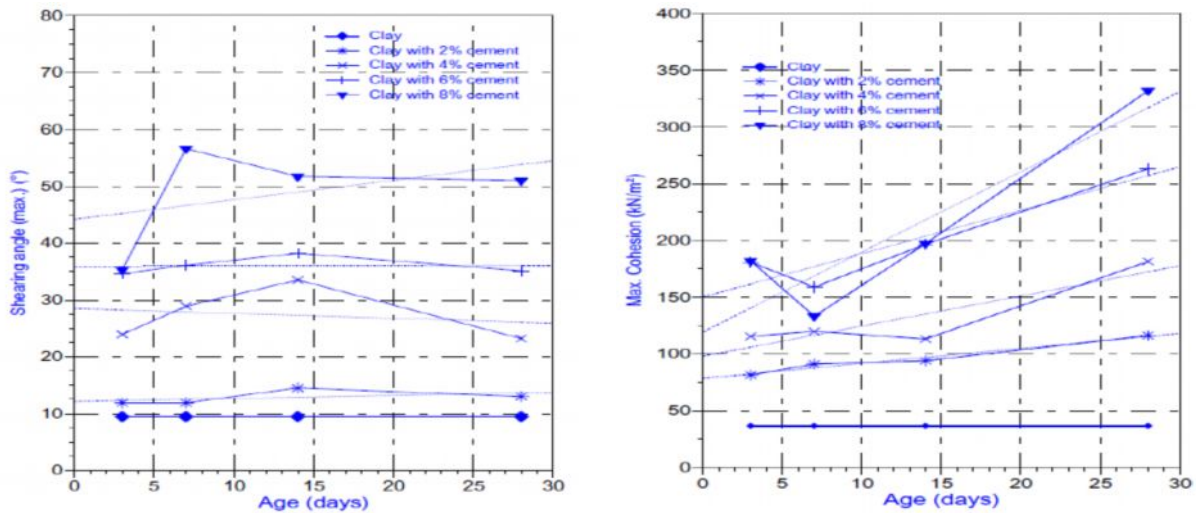 80
70
60
50
40
30
20
10
0
Shearing angle (max.) (°)
Clay
Clay with 2% cement
Clay with 4% cement
Clay with 6% cement
Clay with 8% cement
0 5 10 15 20 25 30
Age (days)
400
350
300
250
200
150
100
50
0
Max. Cohesion (kN/m²)
Clay
Clay with 2% cement
Clay with 4% cement
Clay with 6% cement
Clay with 8% cement
0 5 10 15 20 25 30
Age (days)